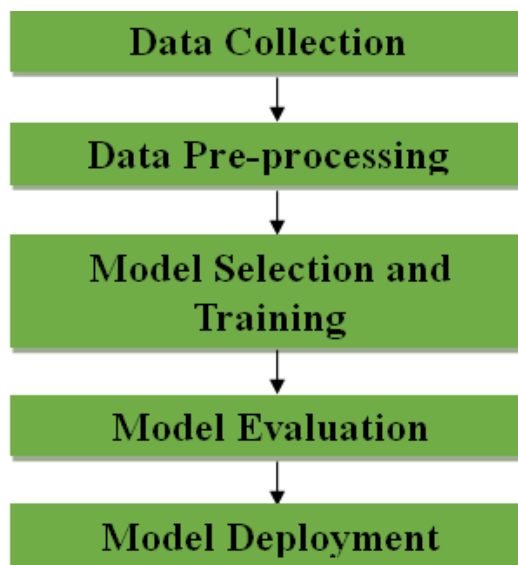 Data Collection
Data Pre-processing
Model Selection and
Training
Model Evaluation
Model Deployment